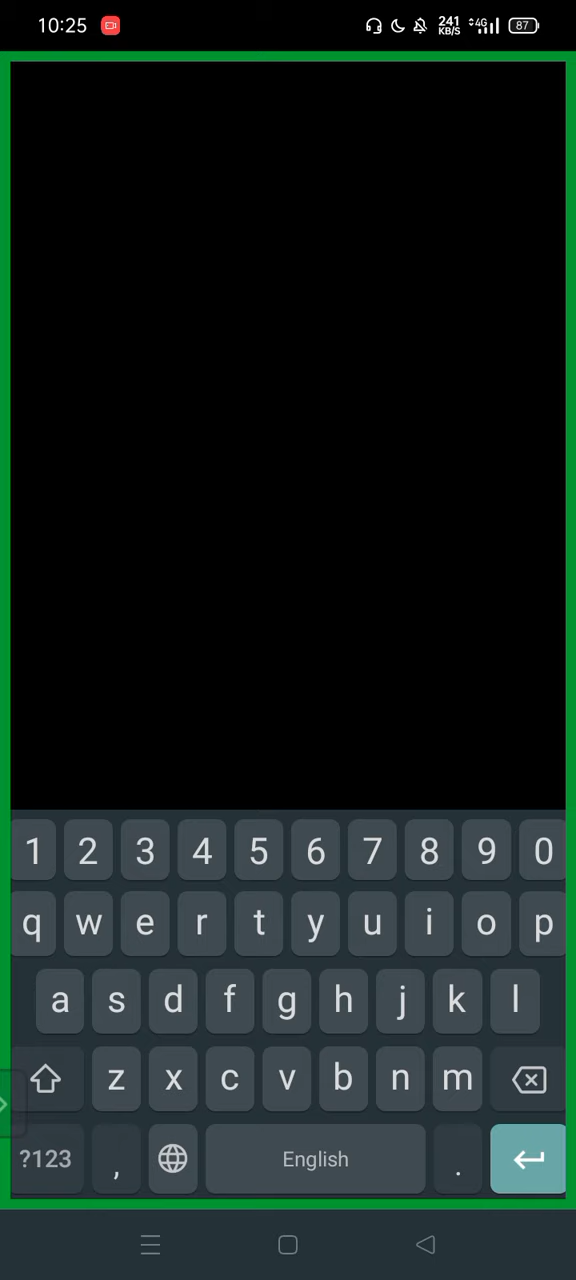 10:25 241 KB/S 4G 87
1 2 3 4 5 6 7 8 9 0
q w e r t y u i o p
a s d f g h j k l
z x c v b n m
?123 , English .